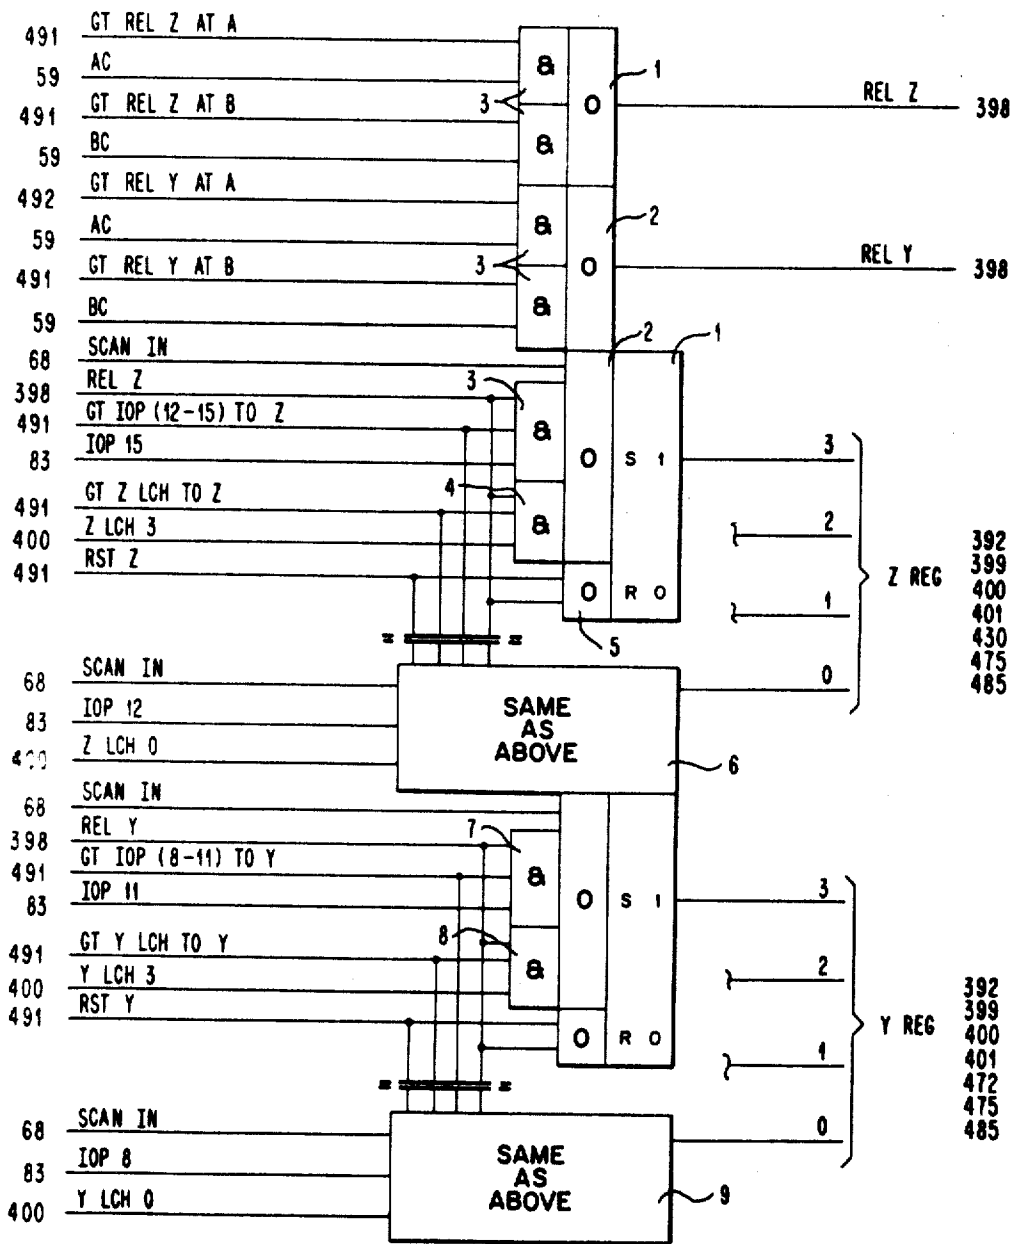 491 GT REL Z AT A
59 AC
491 GT REL Z AT B
59 BC
492 GT REL Y AT A
59 AC
491 GT REL Y AT B
59 BC
& O 1 REL Z 398
3
&
& 2
3 O REL Y 398
&
68 SCAN IN 2 1
398 REL Z 3
491 GT IOP (12-15) TO Z &
83 IOP 15 O S 1 3
491 GT Z LCH TO Z 4
400 Z LCH 3 & 2
491 RST Z O R 0 1
5
Z REG
392
399
400
401
430
475
485
= =
68 SCAN IN 0
83 IOP 12
Z LCH 0
SAME
AS
ABOVE
6
68 SCAN IN
398 REL Y 7
491 GT IOP (8-11) TO Y &
83 IOP 11 O S 1 3
491 GT Y LCH TO Y 8
400 Y LCH 3 & 2
491 RST Y O R 0 1
Y REG
392
399
400
401
472
475
485
= =
68 SCAN IN 0
83 IOP 8
400 Y LCH 0
SAME
AS
ABOVE
9